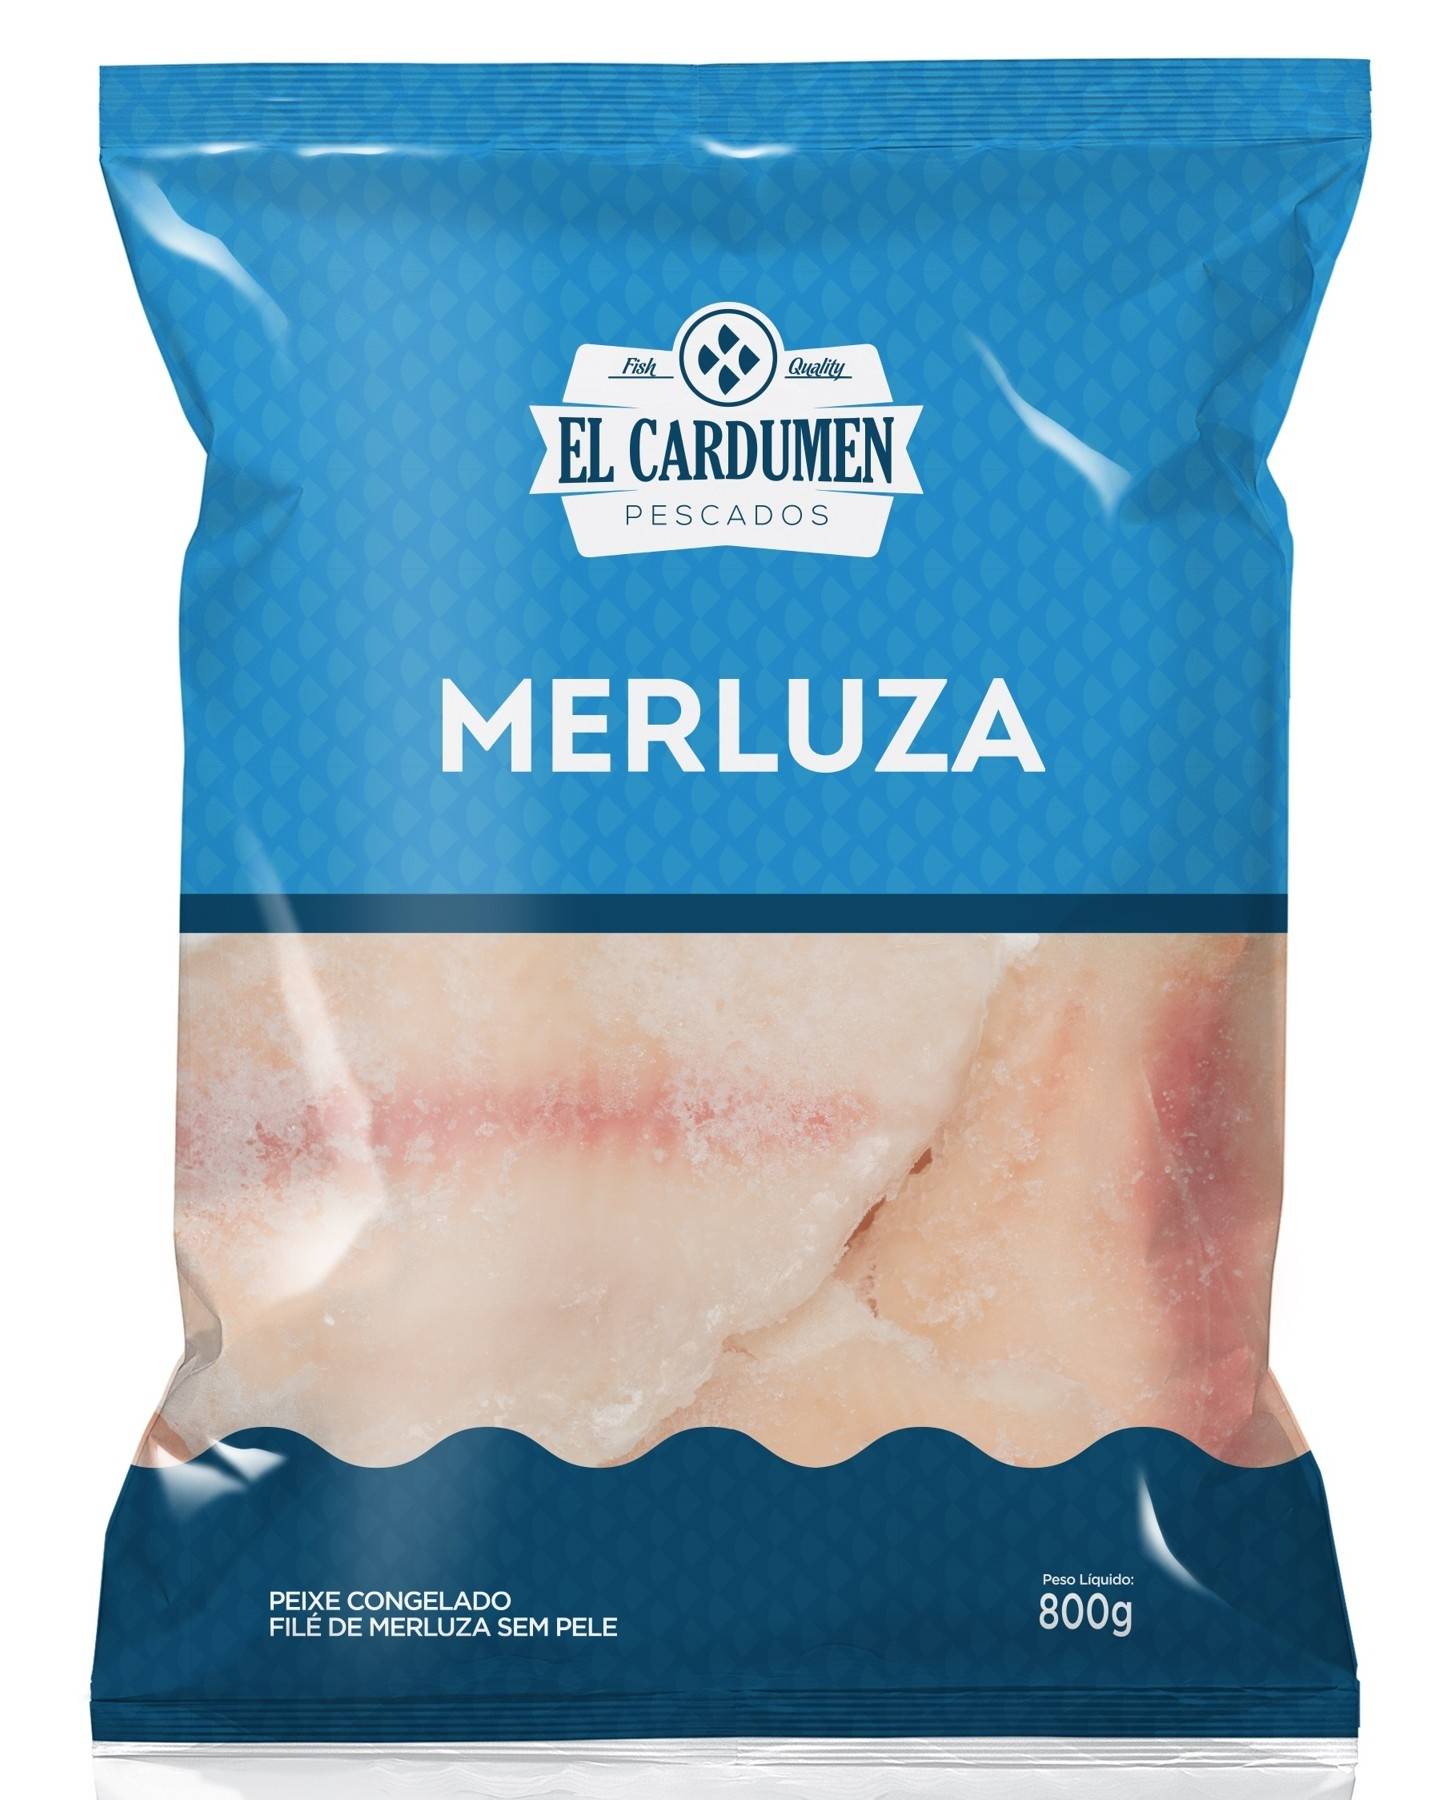 Fish Quality
EL CARDUMEN
PESCADOS
MERLUZA
PEIXE CONGELADO
FILÉ DE MERLUZA SEM PELE
Peso Líquido:
800g